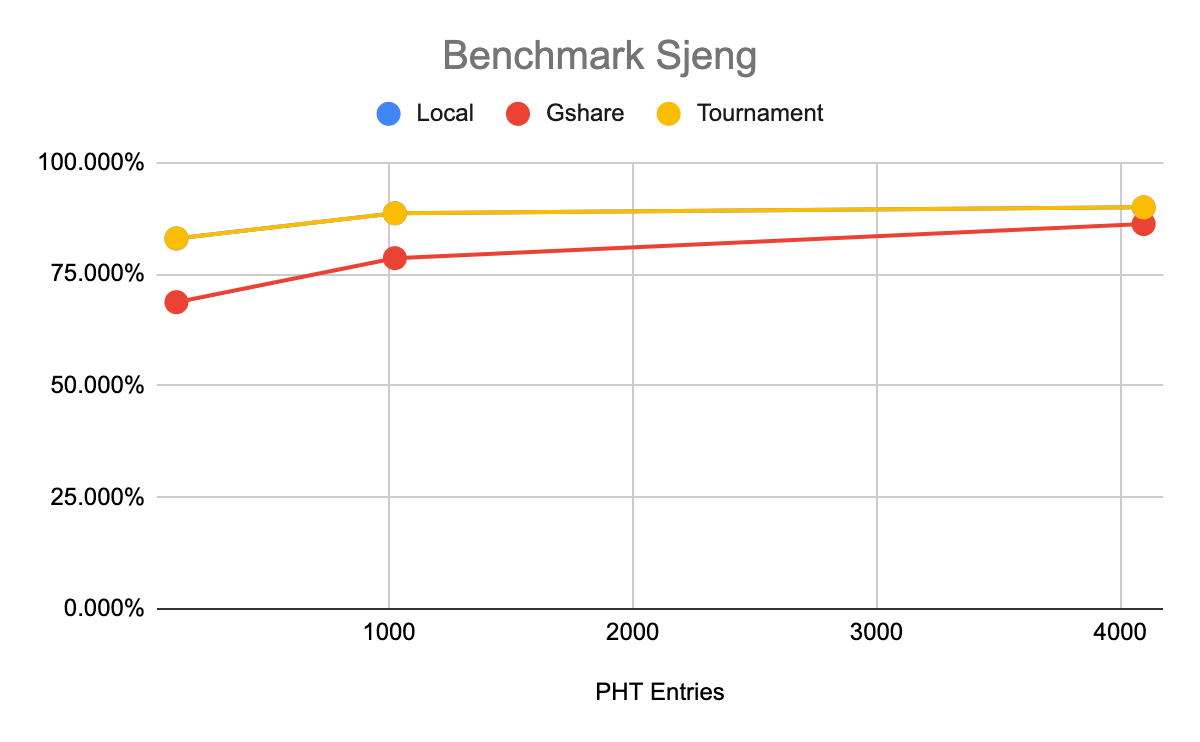 Benchmark Sjeng
Local Gshare Tournament
100.000%
75.000%
50.000%
25.000%
0.000%
1000 2000 3000 4000
PHT Entries